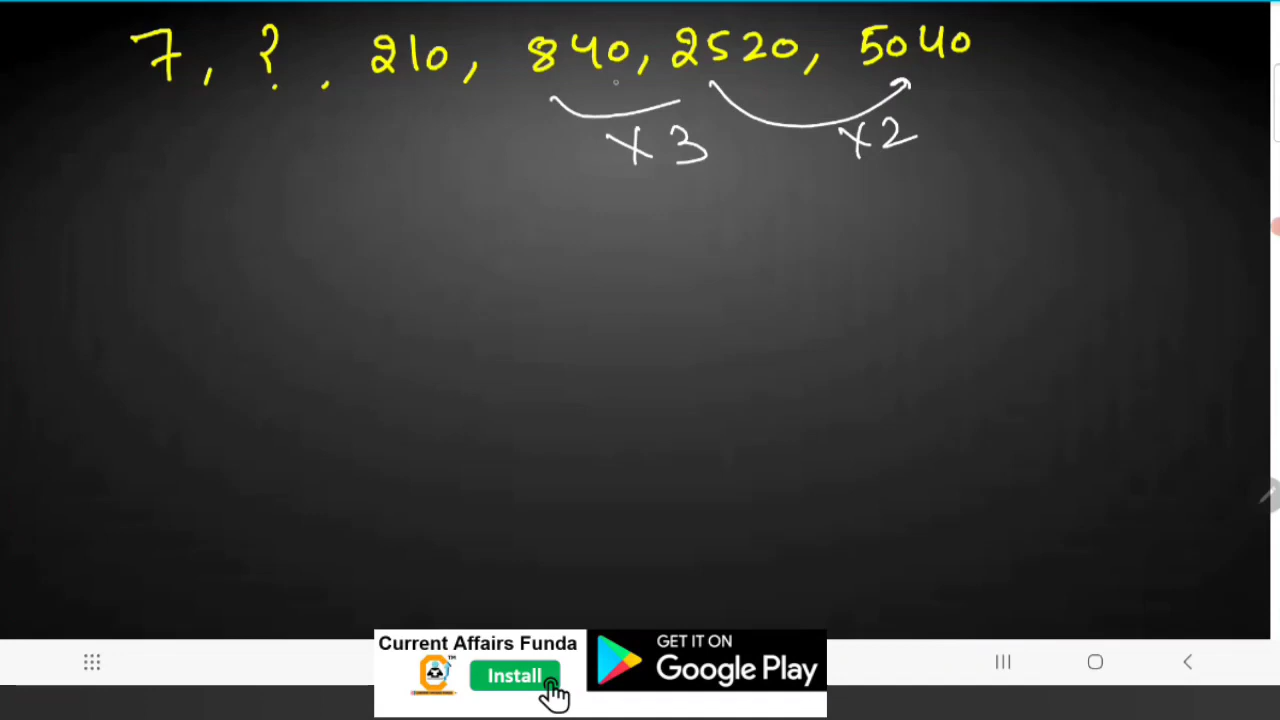 7, ?, 210, 840, 2520, 5040
×3 ×2
Current Affairs Funda
Install
GET IT ON
Google Play